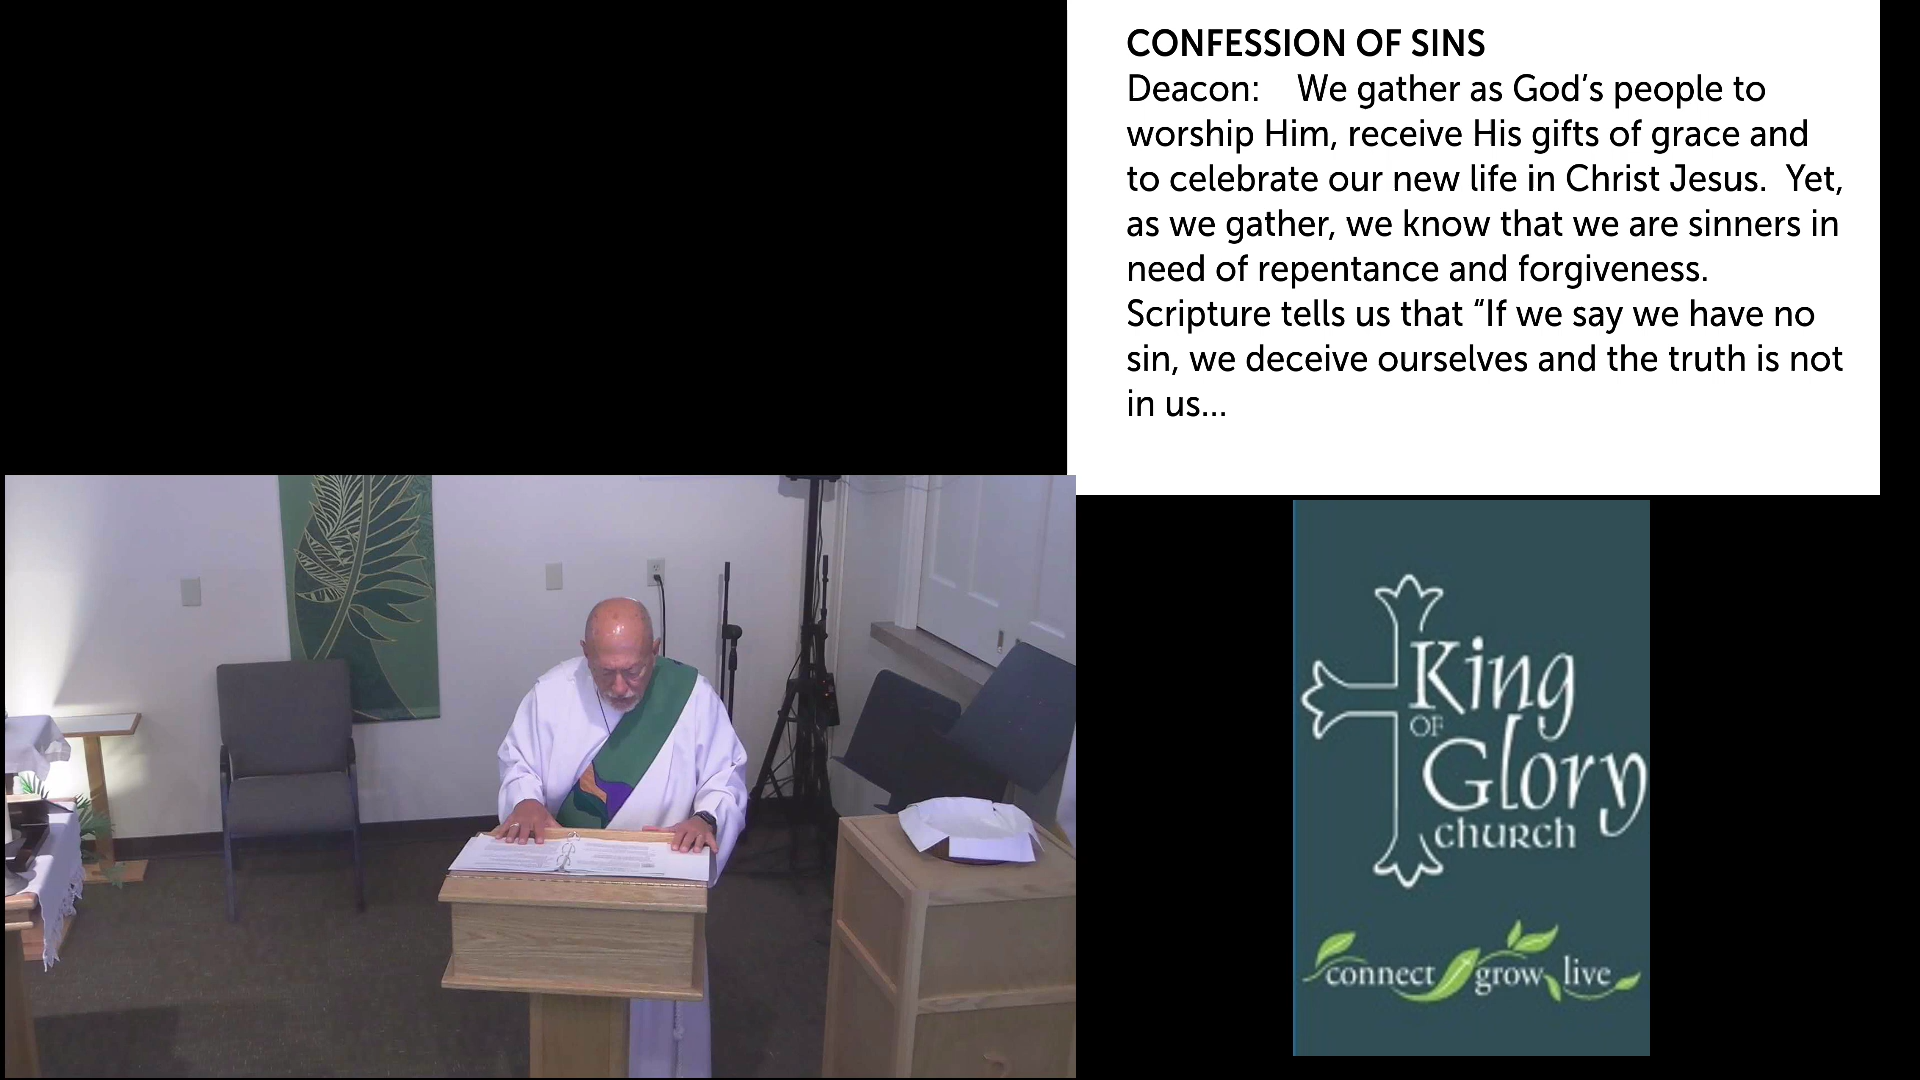 CONFESSION OF SINS
Deacon:    We gather as God’s people to
worship Him, receive His gifts of grace and
to celebrate our new life in Christ Jesus.  Yet,
as we gather, we know that we are sinners in
need of repentance and forgiveness.
Scripture tells us that “If we say we have no
sin, we deceive ourselves and the truth is not
in us...
King
OF
Glory
church
connect grow live